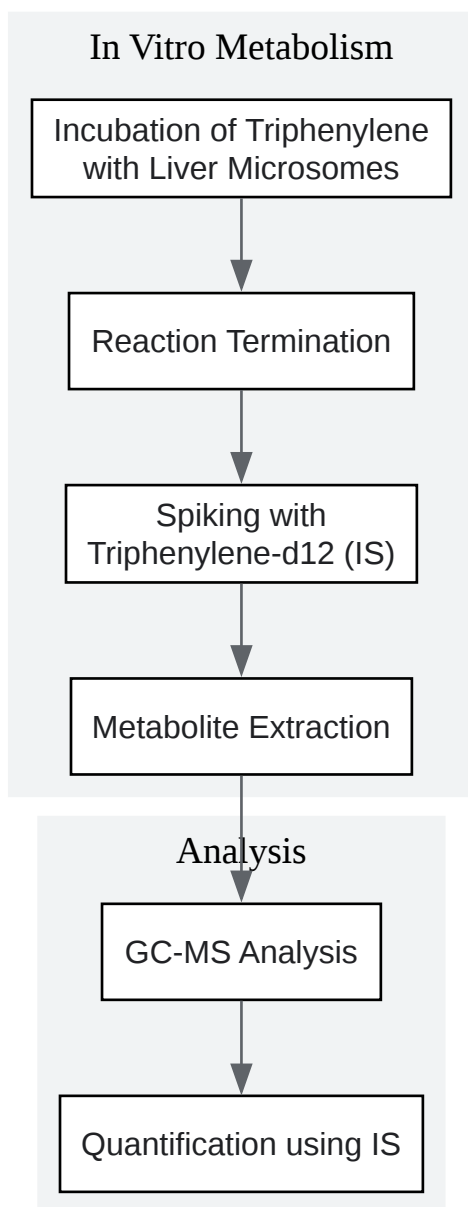 In Vitro Metabolism
Incubation of Triphenylene
with Liver Microsomes
Reaction Termination
Spiking with
Triphenylene-d12 (IS)
Metabolite Extraction
Analysis
GC-MS Analysis
Quantification using IS